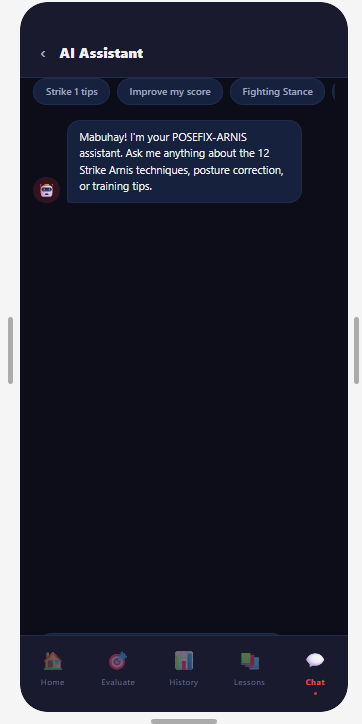 ‹ AI Assistant
Strike 1 tips
Improve my score
Fighting Stance
Mabuhay! I'm your POSEFIX-ARNIS
assistant. Ask me anything about the 12
Strike Arnis techniques, posture correction,
or training tips.
Home
Evaluate
History
Lessons
Chat